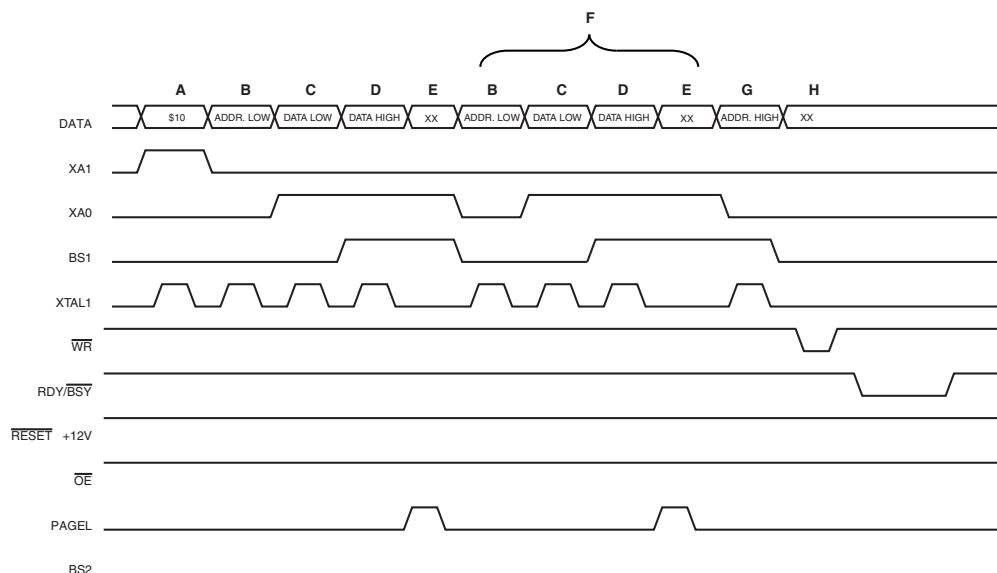 F
A B C D E B C D E G H
DATA $10 ADDR. LOW DATA LOW DATA HIGH XX ADDR. LOW DATA LOW DATA HIGH XX ADDR. HIGH XX
XA1
XA0
BS1
XTAL1
WR
RDY/BSY
RESET +12V
OE
PAGEL
BS2